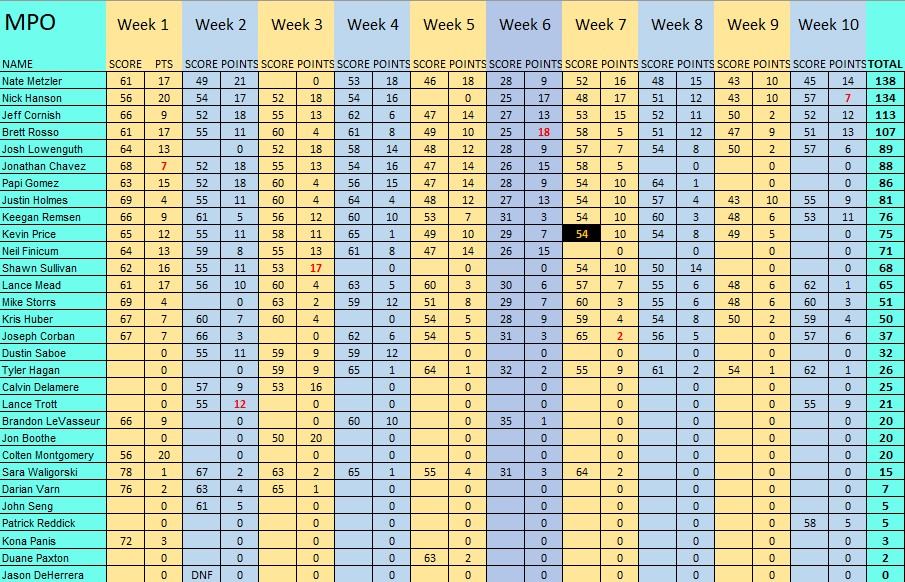 MPO Week 1 Week 2 Week 3 Week 4 Week 5 Week 6 Week 7 Week 8 Week 9 Week 10
NAME SCORE PTS SCORE POINTS SCORE POINTS SCORE POINTS SCORE POINTS SCORE POINTS SCORE POINTS SCORE POINTS SCORE POINTS SCORE POINTS TOTAL
Nate Metzler 61 17 49 21 0 53 18 46 18 28 9 52 16 48 15 43 10 45 14 138
Nick Hanson 56 20 54 17 52 18 54 16 0 25 17 48 17 51 12 43 10 57 7 134
Jeff Cornish 66 9 52 18 55 13 62 6 47 14 27 13 53 15 52 11 50 2 52 12 113
Brett Rosso 61 17 55 11 60 4 61 8 49 10 25 18 58 5 51 12 47 9 51 13 107
Josh Lowenguth 64 13 0 52 18 58 14 48 12 28 9 57 7 54 8 50 2 57 6 89
Jonathan Chavez 68 7 52 18 55 13 54 16 47 14 26 15 58 5 0 0 0 88
Papi Gomez 63 15 52 18 60 4 56 15 47 14 28 9 54 10 64 1 0 0 86
Justin Holmes 69 4 55 11 60 4 64 4 48 12 27 13 54 10 57 4 43 10 55 9 81
Keegan Remsen 66 9 61 5 56 12 60 10 53 7 31 3 54 10 60 3 48 6 53 11 76
Kevin Price 65 12 55 11 58 11 65 1 49 10 29 7 54 10 54 8 49 5 0 75
Neil Finicum 64 13 59 8 55 13 61 8 47 14 26 15 0 0 0 0 71
Shawn Sullivan 62 16 55 11 53 17 0 0 0 54 10 50 14 0 0 68
Lance Mead 61 17 56 10 60 4 63 5 60 3 30 6 57 7 55 6 48 6 62 1 65
Mike Storrs 69 4 0 63 2 59 12 51 8 29 7 60 3 55 6 48 6 60 3 51
Kris Huber 67 7 60 7 60 4 0 54 5 28 9 59 4 54 8 50 2 59 4 50
Joseph Corban 67 7 66 3 0 62 6 54 5 31 3 65 2 56 5 0 57 6 37
Dustin Saboe 0 55 11 59 9 59 12 0 0 0 0 0 0 32
Tyler Hagan 0 0 59 9 65 1 64 1 32 2 55 9 61 2 54 1 62 1 26
Calvin Delamere 0 57 9 53 16 0 0 0 0 0 0 0 25
Lance Trott 0 55 12 0 0 0 0 0 0 0 55 9 21
Brandon LeVasseur 66 9 0 0 60 10 0 35 1 0 0 0 0 20
Jon Boothe 0 0 50 20 0 0 0 0 0 0 0 20
Colten Montgomery 56 20 0 0 0 0 0 0 0 0 0 20
Sara Waligorski 78 1 67 2 63 2 65 1 55 4 31 3 64 2 0 0 0 15
Darian Varn 76 2 63 4 65 1 0 0 0 0 0 0 0 7
John Seng 0 61 5 0 0 0 0 0 0 0 0 5
Patrick Reddick 0 0 0 0 0 0 0 0 0 58 5 5
Kona Panis 72 3 0 0 0 0 0 0 0 0 0 3
Duane Paxton 0 0 0 0 63 2 0 0 0 0 0 2
Jason DeHerrera 0 DNF 0 0 0 0 0 0 0 0 0 0